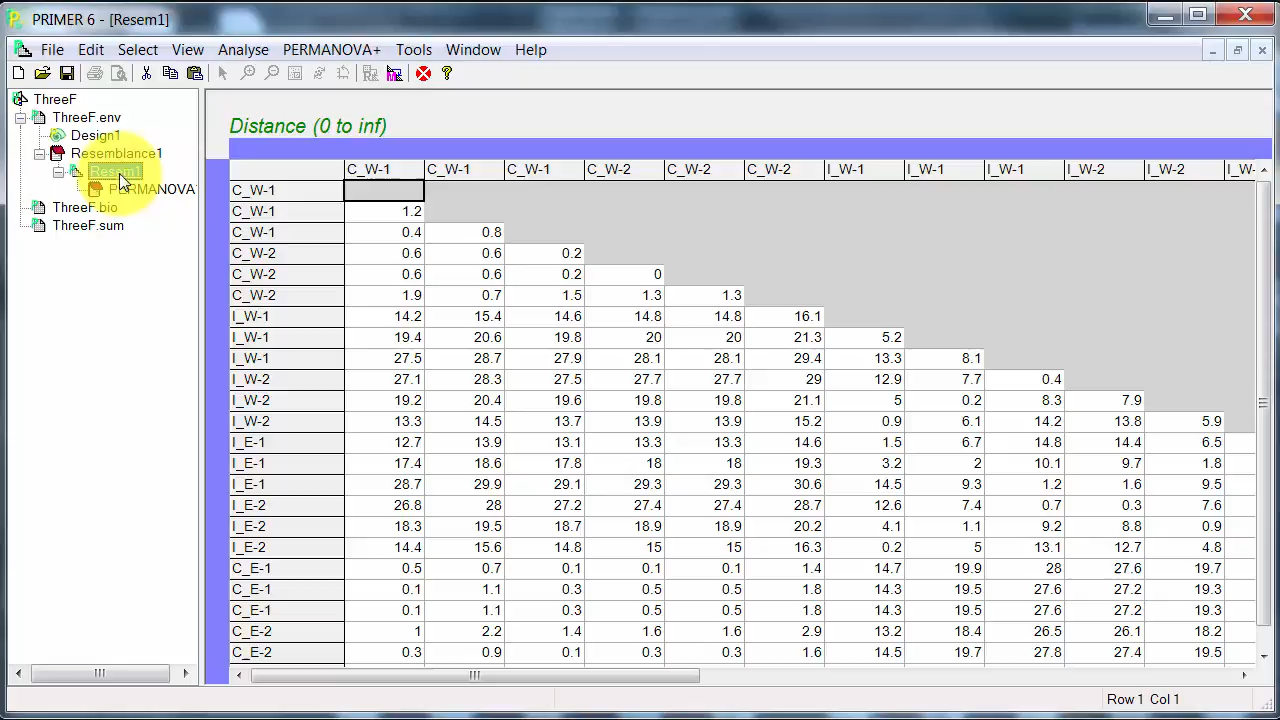 PRIMER 6 - [Resem1]
File Edit Select View Analyse PERMANOVA+ Tools Window Help
ThreeF
ThreeF.env
Design1
Resemblance1
Resem1
PERMANOVA
ThreeF.bio
ThreeF.sum
Distance (0 to inf)
C_W-1 C_W-1 C_W-1 C_W-2 C_W-2 C_W-2 I_W-1 I_W-1 I_W-1 I_W-2 I_W-2 I_W-
C_W-1
C_W-1 1.2
C_W-1 0.4 0.8
C_W-2 0.6 0.6 0.2
C_W-2 0.6 0.6 0.2 0
C_W-2 1.9 0.7 1.5 1.3 1.3
I_W-1 14.2 15.4 14.6 14.8 14.8 16.1
I_W-1 19.4 20.6 19.8 20 20 21.3 5.2
I_W-1 27.5 28.7 27.9 28.1 28.1 29.4 13.3 8.1
I_W-2 27.1 28.3 27.5 27.7 27.7 29 12.9 7.7 0.4
I_W-2 19.2 20.4 19.6 19.8 19.8 21.1 5 0.2 8.3 7.9
I_W-2 13.3 14.5 13.7 13.9 13.9 15.2 0.9 6.1 14.2 13.8 5.9
I_E-1 12.7 13.9 13.1 13.3 13.3 14.6 1.5 6.7 14.8 14.4 6.5
I_E-1 17.4 18.6 17.8 18 18 19.3 3.2 2 10.1 9.7 1.8
I_E-1 28.7 29.9 29.1 29.3 29.3 30.6 14.5 9.3 1.2 1.6 9.5
I_E-2 26.8 28 27.2 27.4 27.4 28.7 12.6 7.4 0.7 0.3 7.6
I_E-2 18.3 19.5 18.7 18.9 18.9 20.2 4.1 1.1 9.2 8.8 0.9
I_E-2 14.4 15.6 14.8 15 15 16.3 0.2 5 13.1 12.7 4.8
C_E-1 0.5 0.7 0.1 0.1 0.1 1.4 14.7 19.9 28 27.6 19.7
C_E-1 0.1 1.1 0.3 0.5 0.5 1.8 14.3 19.5 27.6 27.2 19.3
C_E-1 0.1 1.1 0.3 0.5 0.5 1.8 14.3 19.5 27.6 27.2 19.3
C_E-2 1 2.2 1.4 1.6 1.6 2.9 13.2 18.4 26.5 26.1 18.2
C_E-2 0.3 0.9 0.1 0.3 0.3 1.6 14.5 19.7 27.8 27.4 19.5
Row 1 Col 1